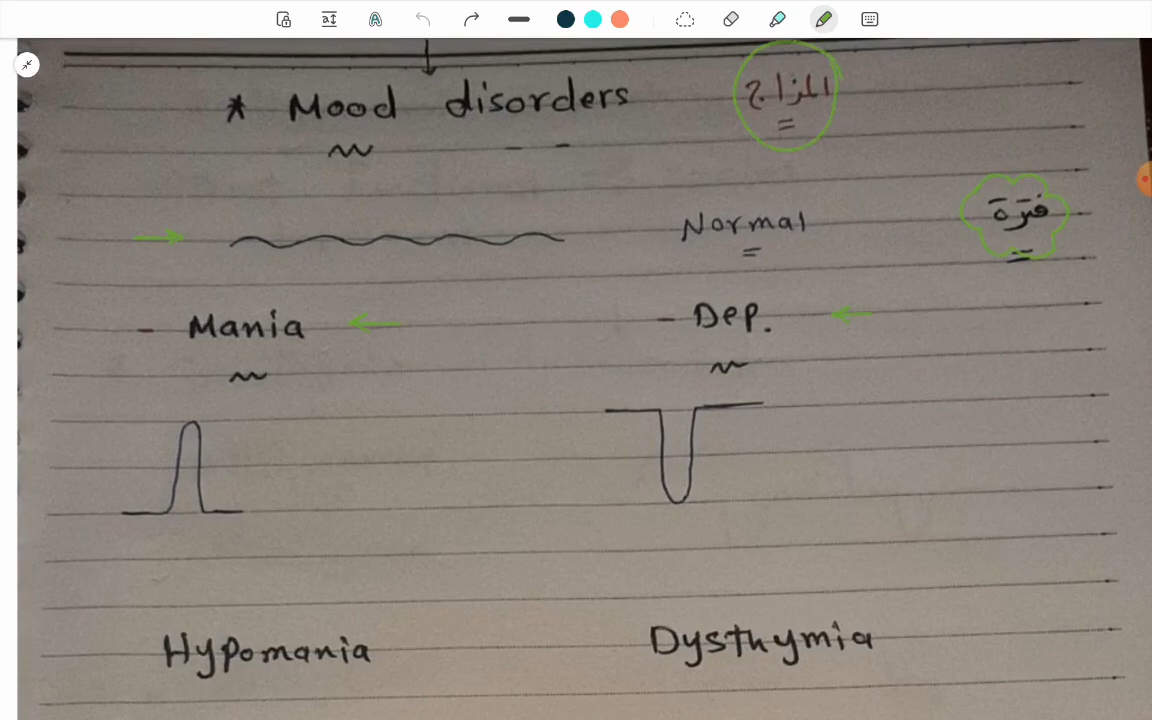 * Mood disorders المزاج
Normal فترة
- Mania - Dep.
Hypomania Dysthymia